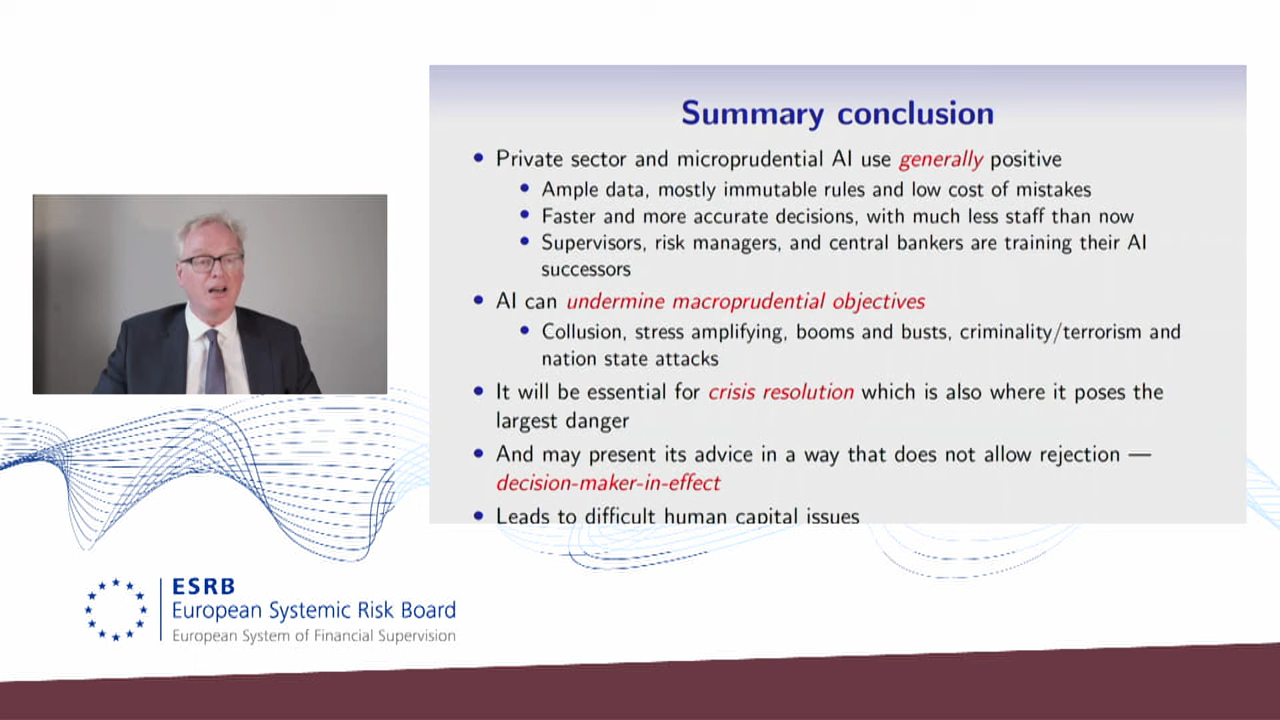 Summary conclusion
• Private sector and microprudential AI use generally positive
• Ample data, mostly immutable rules and low cost of mistakes
• Faster and more accurate decisions, with much less staff than now
• Supervisors, risk managers, and central bankers are training their AI
successors
• AI can undermine macroprudential objectives
• Collusion, stress amplifying, booms and busts, criminality/terrorism and
nation state attacks
• It will be essential for crisis resolution which is also where it poses the
largest danger
• And may present its advice in a way that does not allow rejection —
decision-maker-in-effect
• Leads to difficult human capital issues
ESRB
European Systemic Risk Board
European System of Financial Supervision